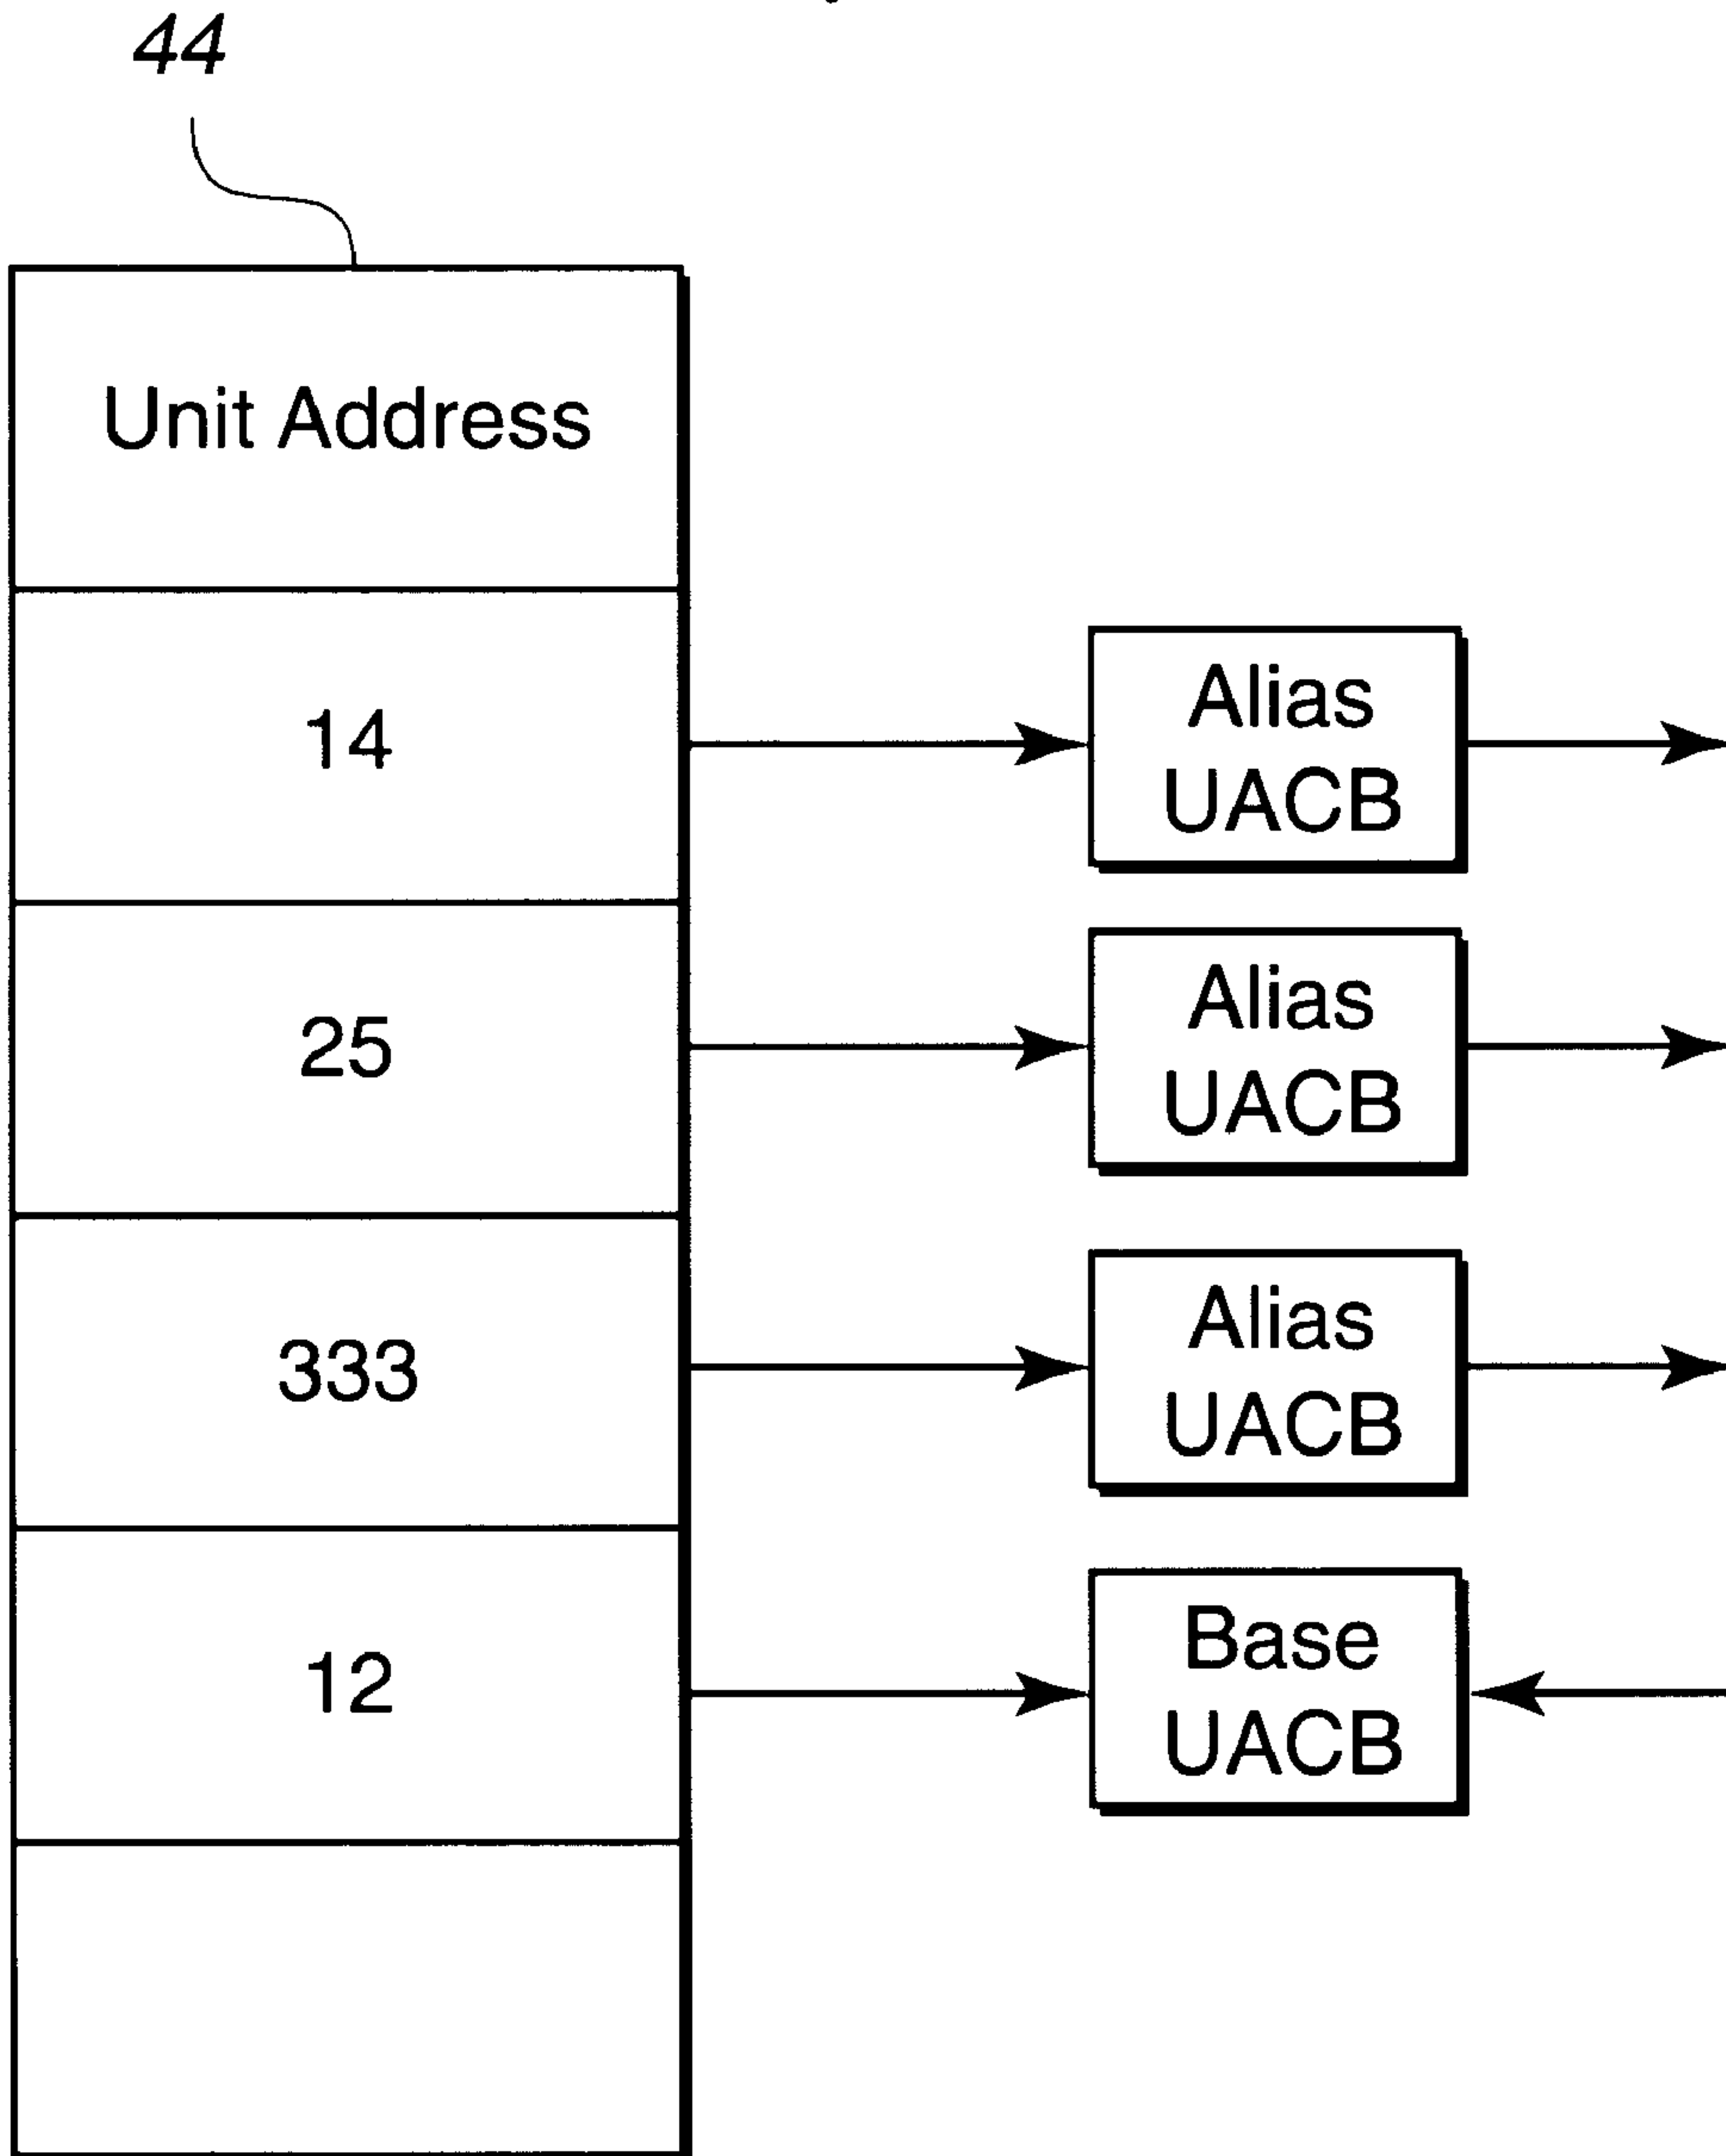 44
Unit Address
14
Alias
UACB
25
Alias
UACB
333
Alias
UACB
12
Base
UACB